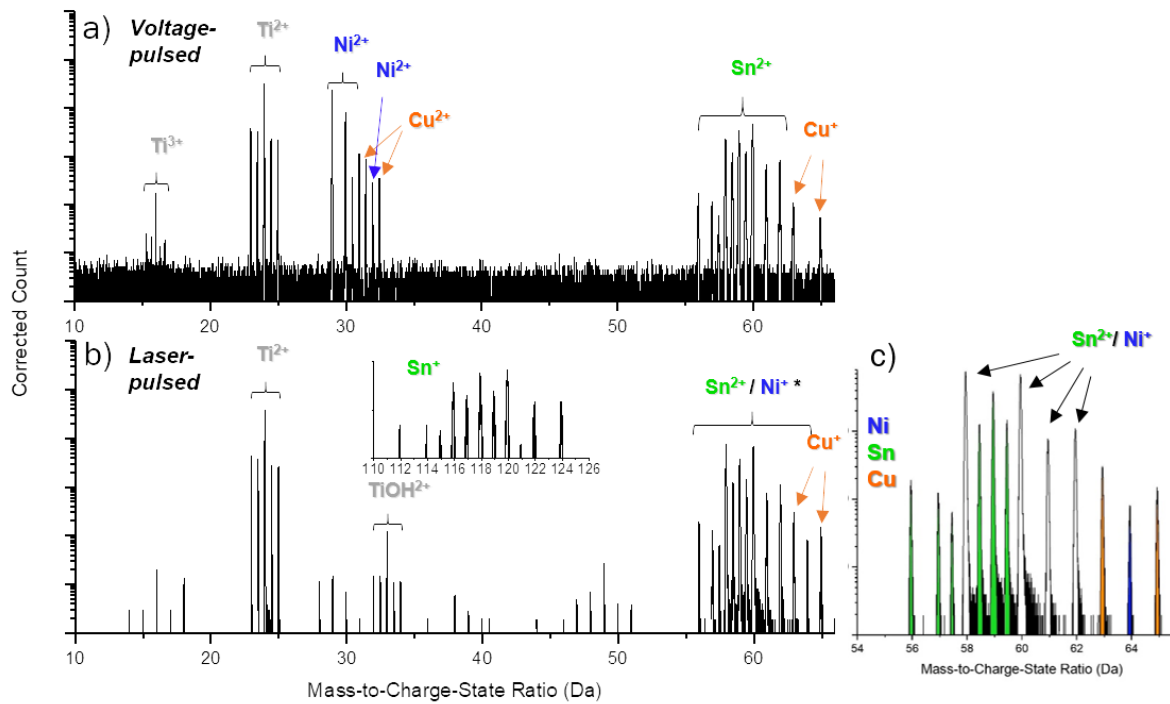 a) Voltage-pulsed
Ti³⁺
Ti²⁺
Ni²⁺
Ni²⁺
Cu²⁺
Sn²⁺
Cu⁺
10 20 30 40 50 60
Corrected Count
b) Laser-pulsed
Ti²⁺
Sn⁺
110 112 114 116 118 120 122 124 126
TiOH²⁺
Sn²⁺ / Ni⁺ *
Cu⁺
10 20 30 40 50 60
Mass-to-Charge-State Ratio (Da)
c)
Sn²⁺/ Ni⁺
Ni
Sn
Cu
54 56 58 60 62 64
Mass-to-Charge-State Ratio (Da)